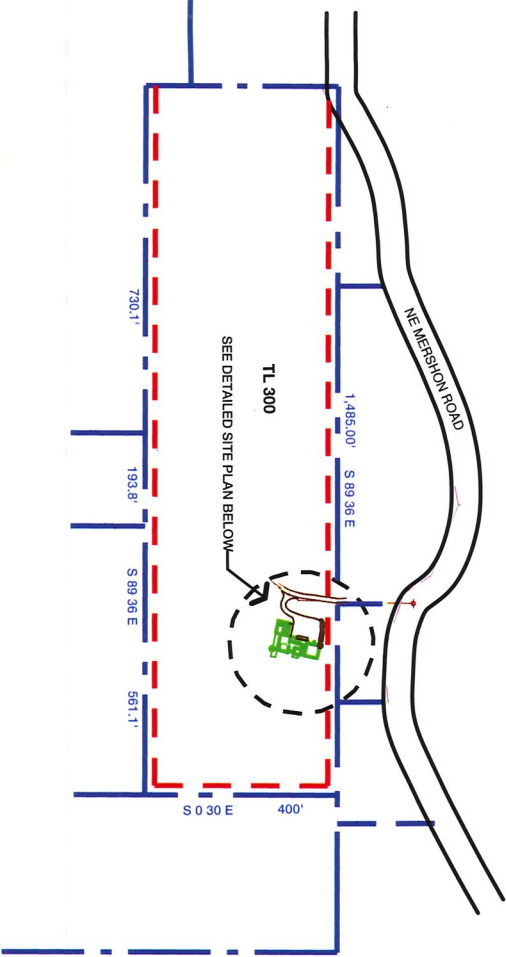 NE MERSHON ROAD
1,485.00' S 89 36 E
TL 300
SEE DETAILED SITE PLAN BELOW
730.1'
193.8'
S 89 36 E
561.1'
S 0 30 E 400'